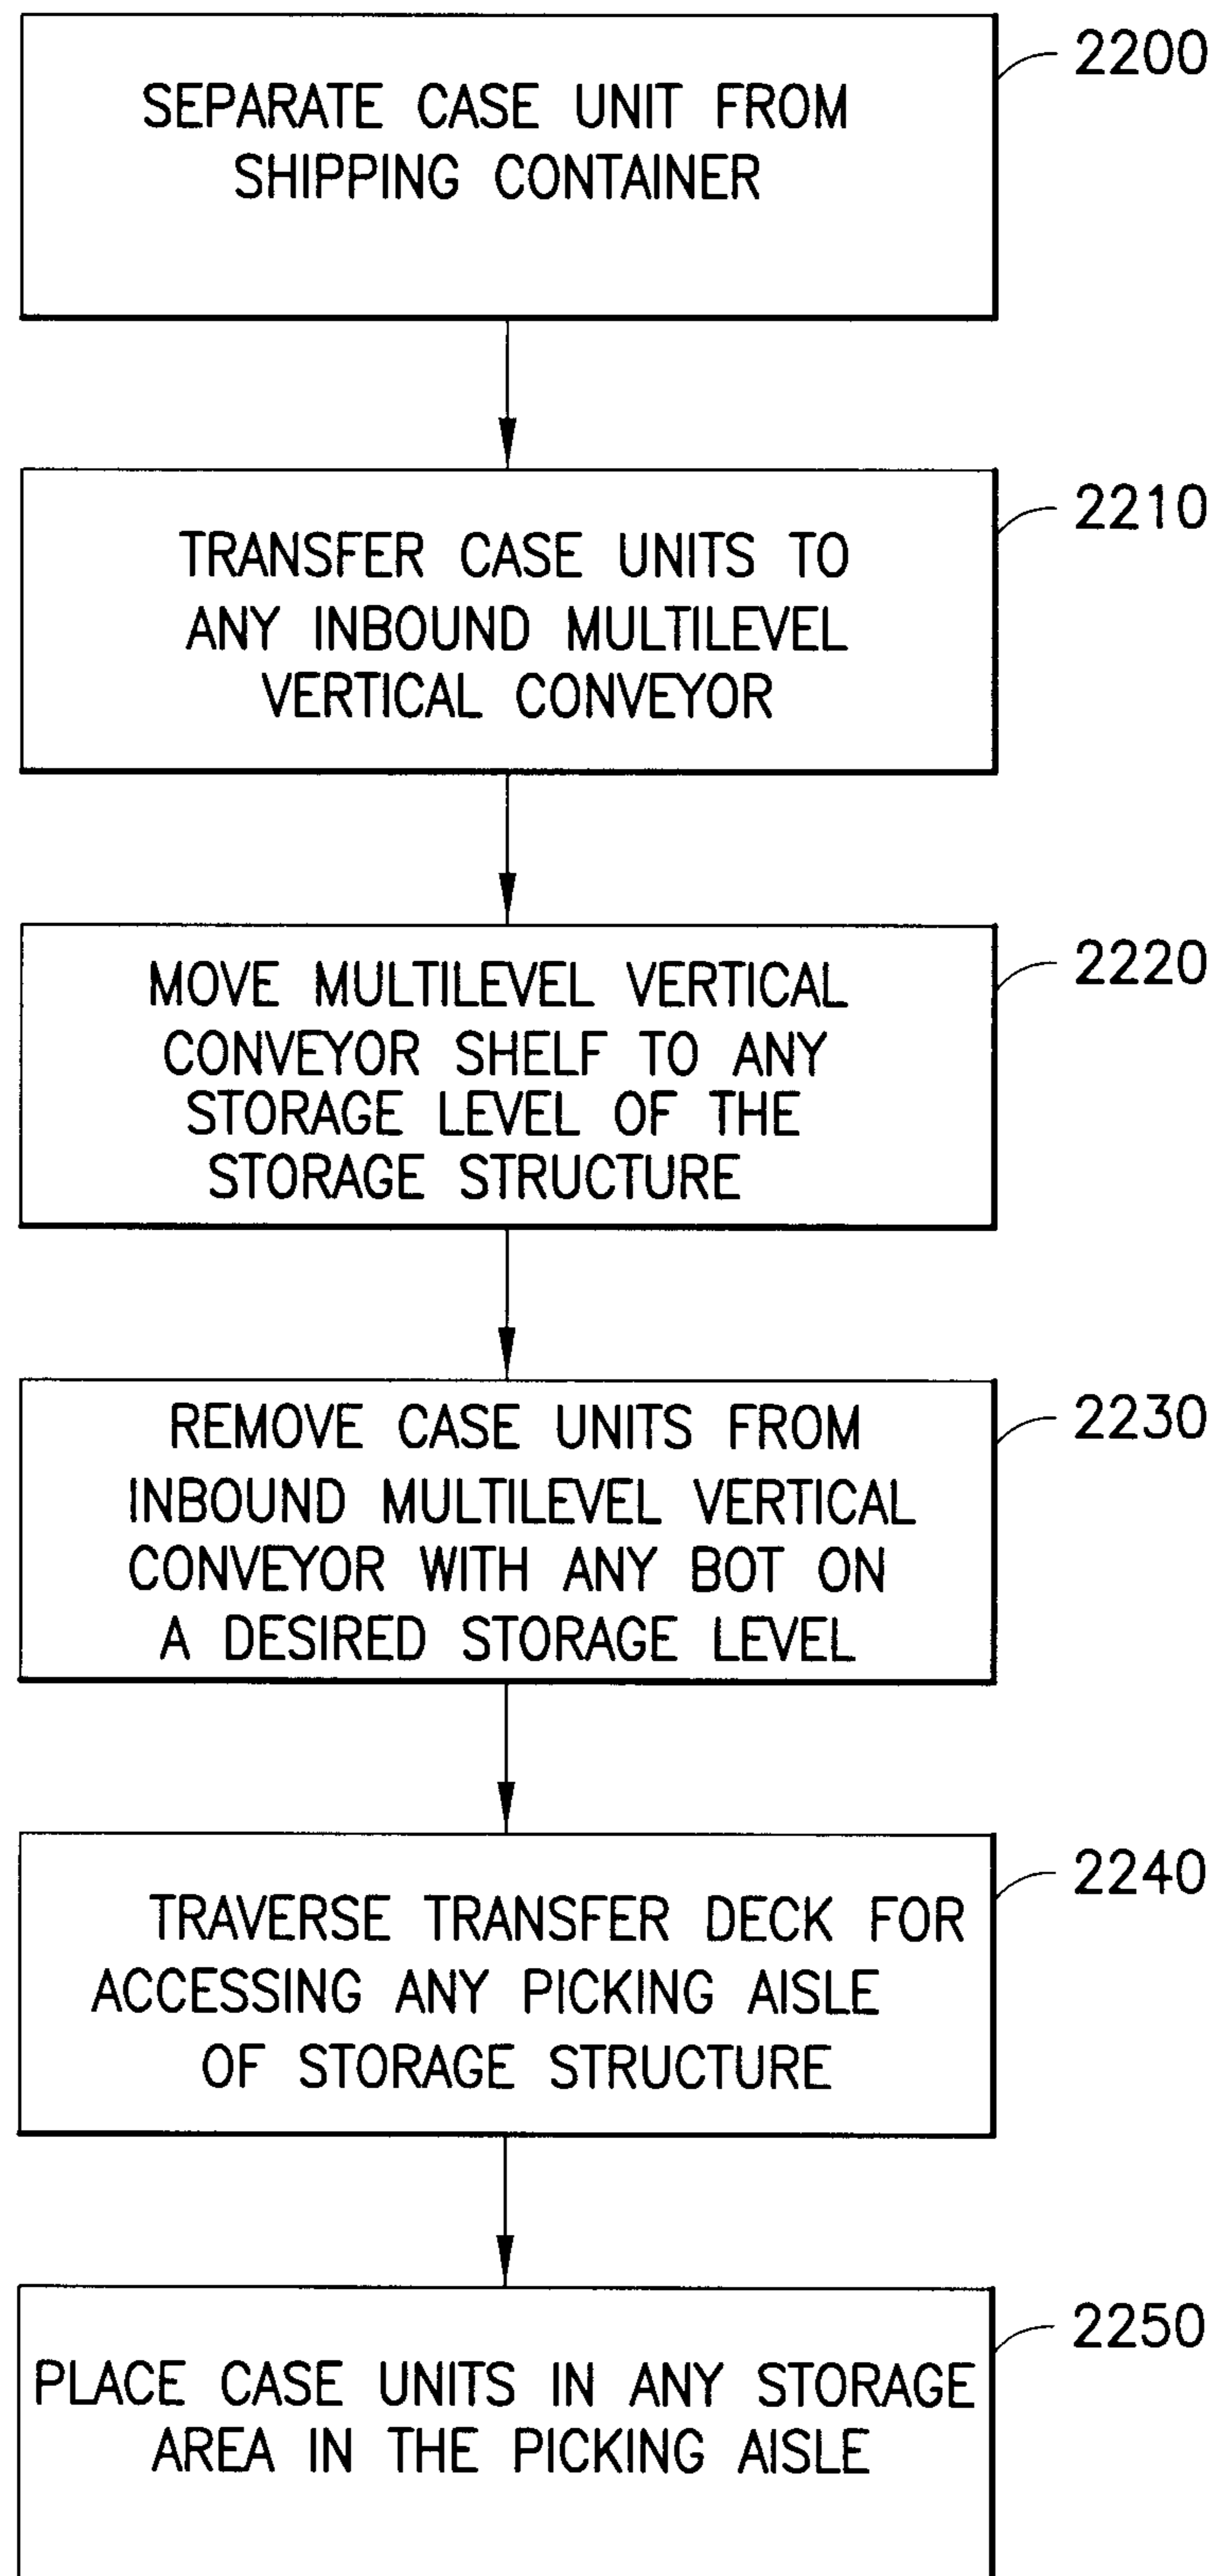 2200
SEPARATE CASE UNIT FROM
SHIPPING CONTAINER
2210
TRANSFER CASE UNITS TO
ANY INBOUND MULTILEVEL
VERTICAL CONVEYOR
2220
MOVE MULTILEVEL VERTICAL
CONVEYOR SHELF TO ANY
STORAGE LEVEL OF THE
STORAGE STRUCTURE
2230
REMOVE CASE UNITS FROM
INBOUND MULTILEVEL VERTICAL
CONVEYOR WITH ANY BOT ON
A DESIRED STORAGE LEVEL
2240
TRAVERSE TRANSFER DECK FOR
ACCESSING ANY PICKING AISLE
OF STORAGE STRUCTURE
2250
PLACE CASE UNITS IN ANY STORAGE
AREA IN THE PICKING AISLE